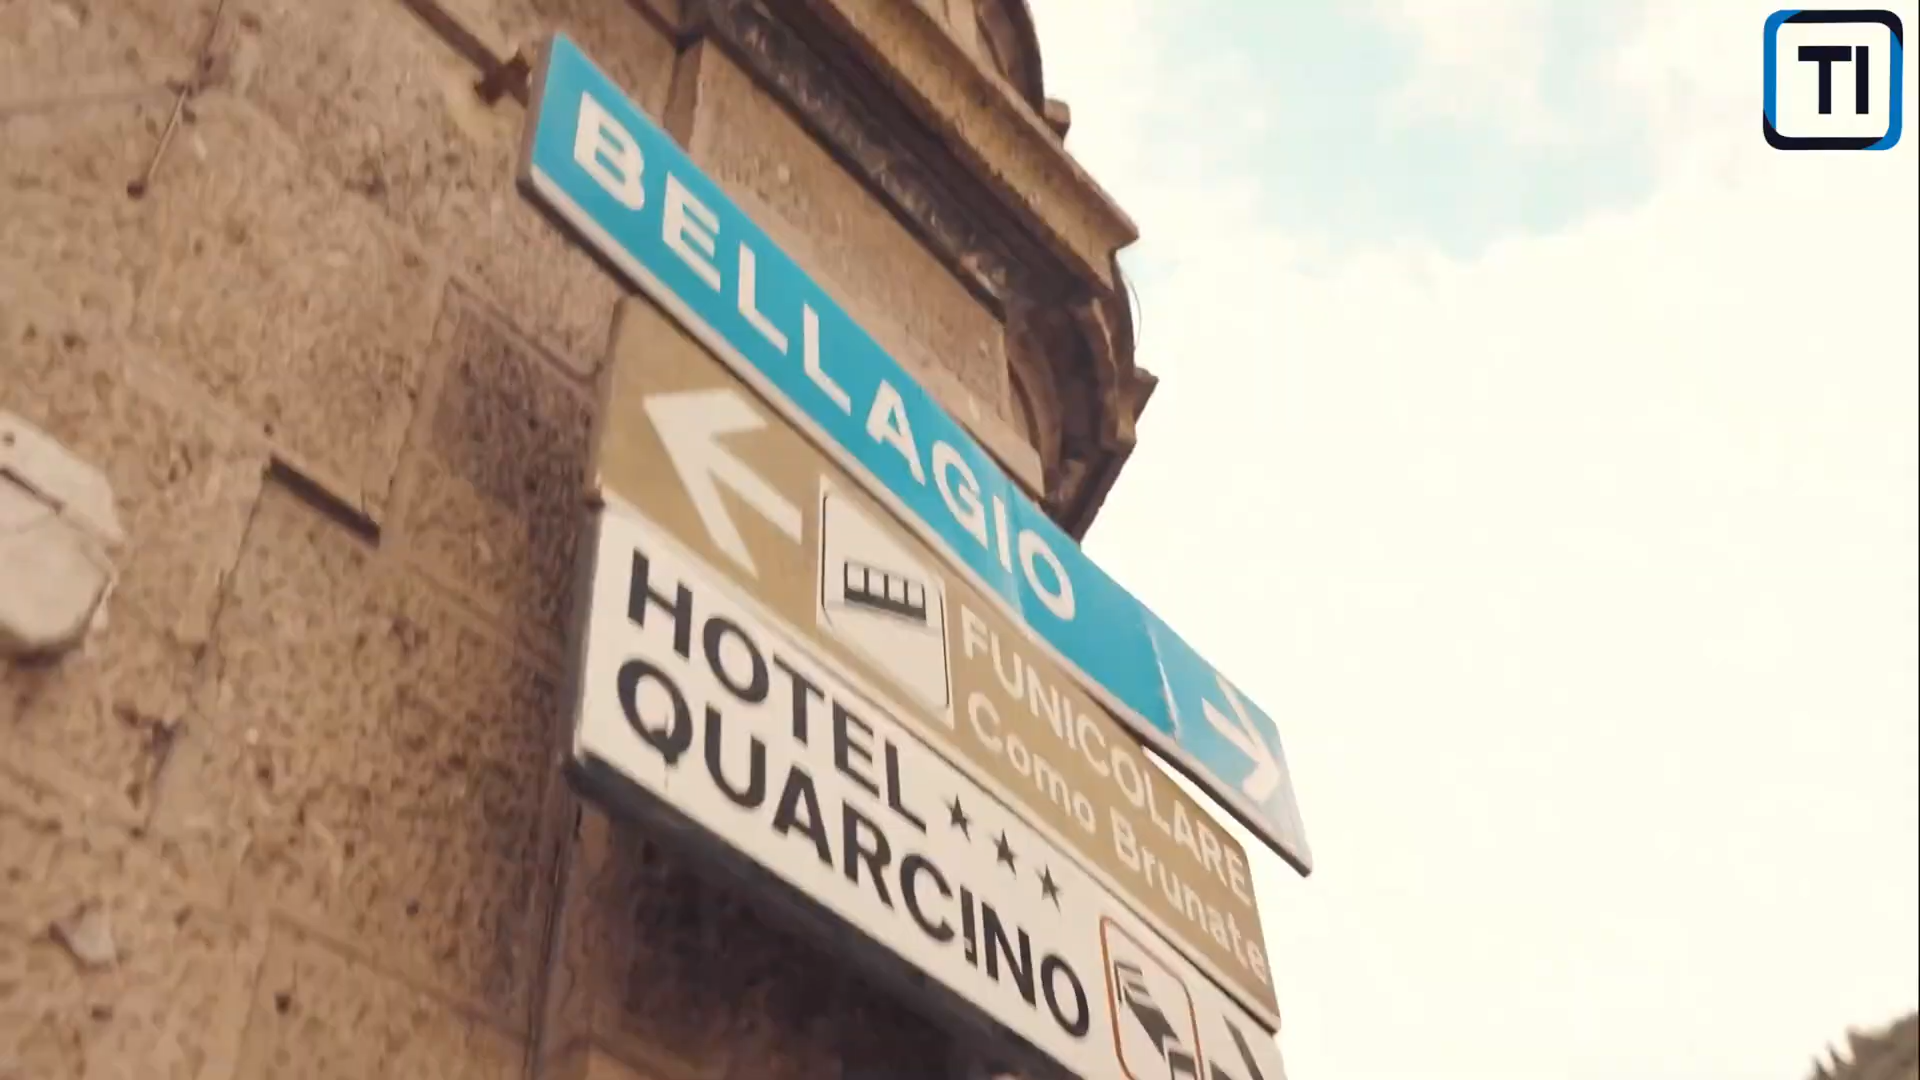 TI
BELLAGIO
FUNICOLARE
Como Brunate
HOTEL ★★★
QUARCINO